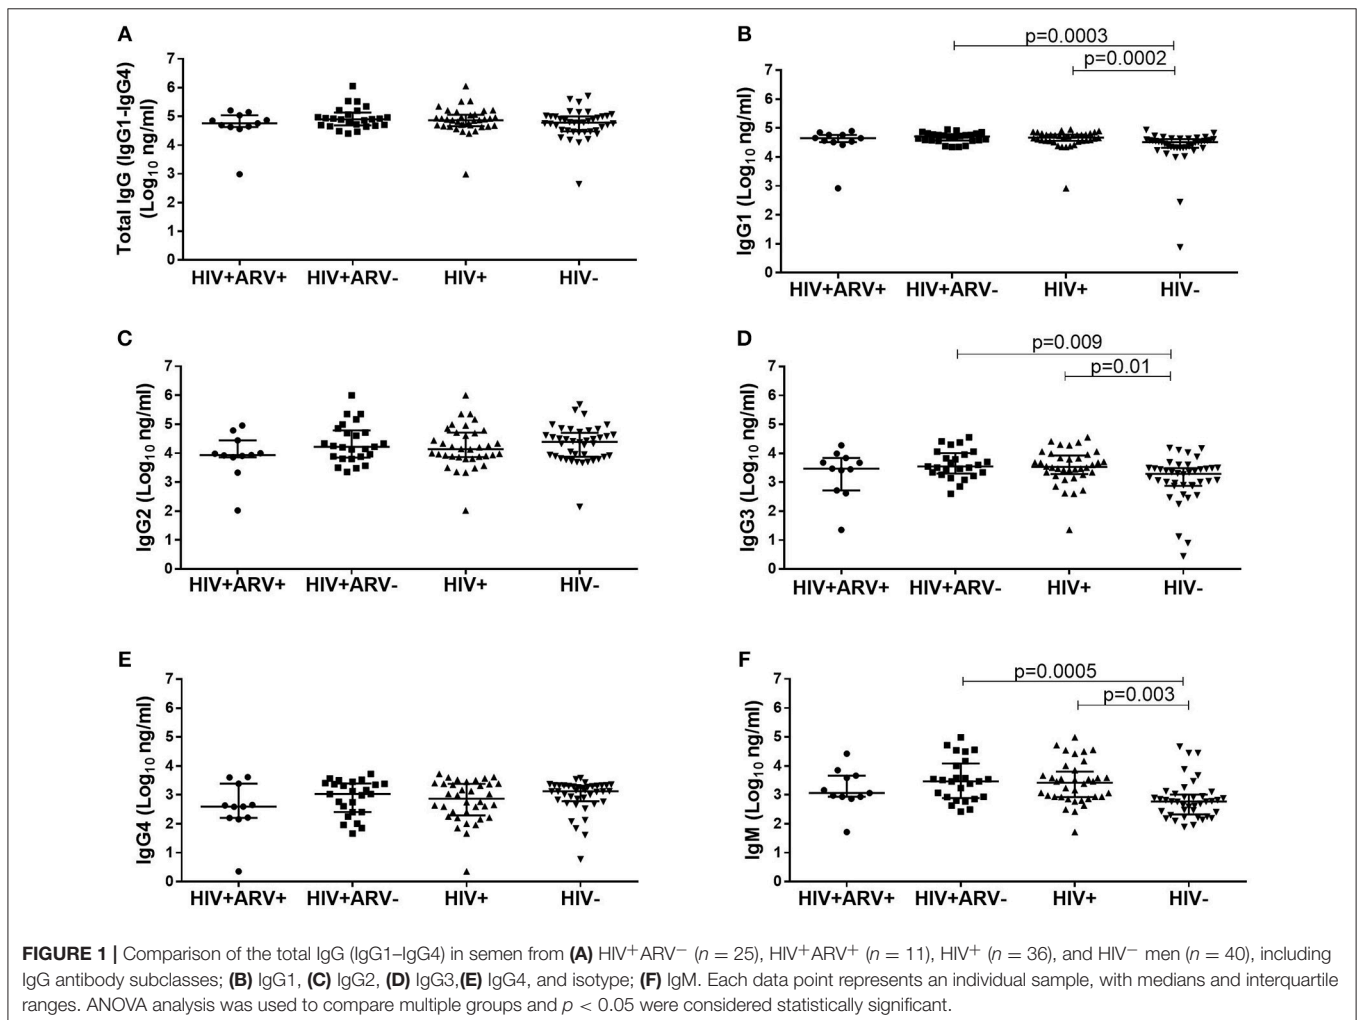 A
Total IgG (IgG1-IgG4)
(Log10 ng/ml)
7
6
5
4
3
2
1
0
HIV+ARV+ HIV+ARV- HIV+ HIV-
B
p=0.0003
p=0.0002
IgG1 (Log10 ng/ml)
7
6
5
4
3
2
1
0
HIV+ARV+ HIV+ARV- HIV+ HIV-
C
IgG2 (Log10 ng/ml)
7
6
5
4
3
2
1
0
HIV+ARV+ HIV+ARV- HIV+ HIV-
D
p=0.009
p=0.01
IgG3 (Log10 ng/ml)
7
6
5
4
3
2
1
0
HIV+ARV+ HIV+ARV- HIV+ HIV-
E
IgG4 (Log10 ng/ml)
7
6
5
4
3
2
1
0
HIV+ARV+ HIV+ARV- HIV+ HIV-
F
p=0.0005
p=0.003
IgM (Log10 ng/ml)
7
6
5
4
3
2
1
0
HIV+ARV+ HIV+ARV- HIV+ HIV-
FIGURE 1 | Comparison of the total IgG (IgG1–IgG4) in semen from (A) HIV+ARV− (n = 25), HIV+ARV+ (n = 11), HIV+ (n = 36), and HIV− men (n = 40), including
IgG antibody subclasses; (B) IgG1, (C) IgG2, (D) IgG3,(E) IgG4, and isotype; (F) IgM. Each data point represents an individual sample, with medians and interquartile
ranges. ANOVA analysis was used to compare multiple groups and p < 0.05 were considered statistically significant.